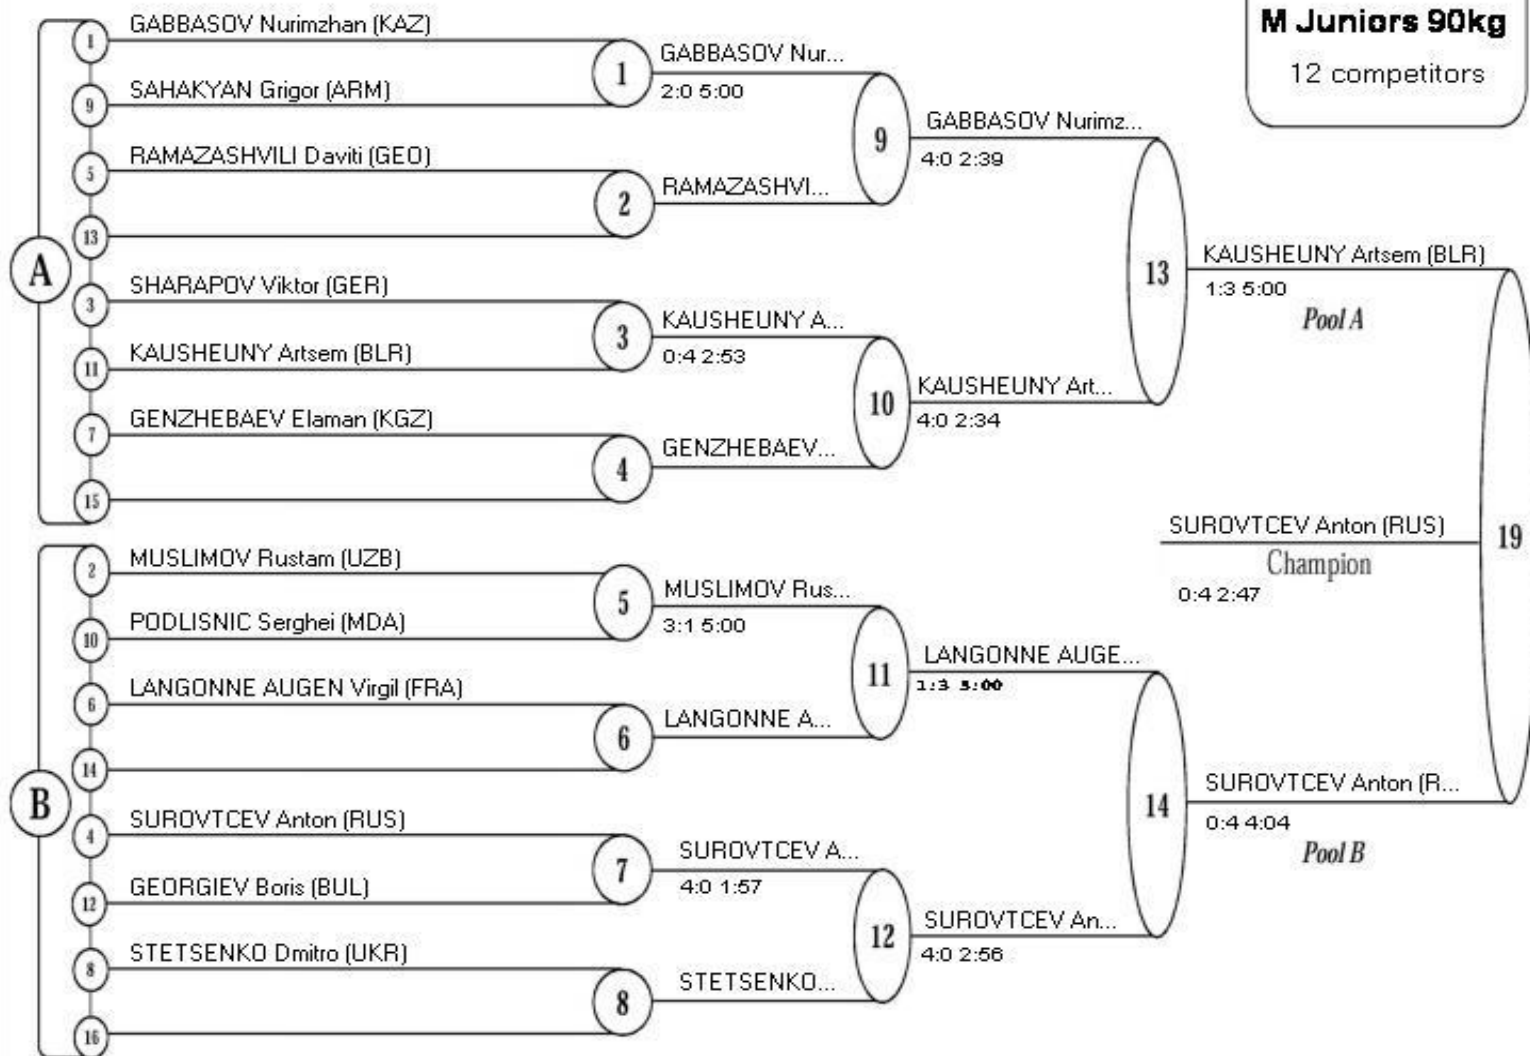 M Juniors 90kg
12 competitors
A
1
GABBASOV Nurimzhan (KAZ)
9
SAHAKYAN Grigor (ARM)
5
RAMAZASHVILI Daviti (GEO)
13
3
SHARAPOV Viktor (GER)
11
KAUSHEUNY Artsem (BLR)
7
GENZHEBAEV Elaman (KGZ)
15
B
2
MUSLIMOV Rustam (UZB)
10
PODLISNIC Serghei (MDA)
6
LANGONNE AUGEN Virgil (FRA)
14
4
SUROVTCEV Anton (RUS)
12
GEORGIEV Boris (BUL)
8
STETSENKO Dmitro (UKR)
16
1
GABBASOV Nur...
2:0 5:00
2
RAMAZASHVI...
3
KAUSHEUNY A...
0:4 2:53
4
GENZHEBAEV...
5
MUSLIMOV Rus...
3:1 5:00
6
LANGONNE A...
7
SUROVTCEV A...
4:0 1:57
8
STETSENKO...
9
GABBASOV Nurimz...
4:0 2:39
10
KAUSHEUNY Art...
4:0 2:34
11
LANGONNE AUGE...
1:3 5:00
12
SUROVTCEV An...
4:0 2:56
13
KAUSHEUNY Artsem (BLR)
1:3 5:00
Pool A
14
SUROVTCEV Anton (R...
0:4 4:04
Pool B
19
SUROVTCEV Anton (RUS)
Champion
0:4 2:47